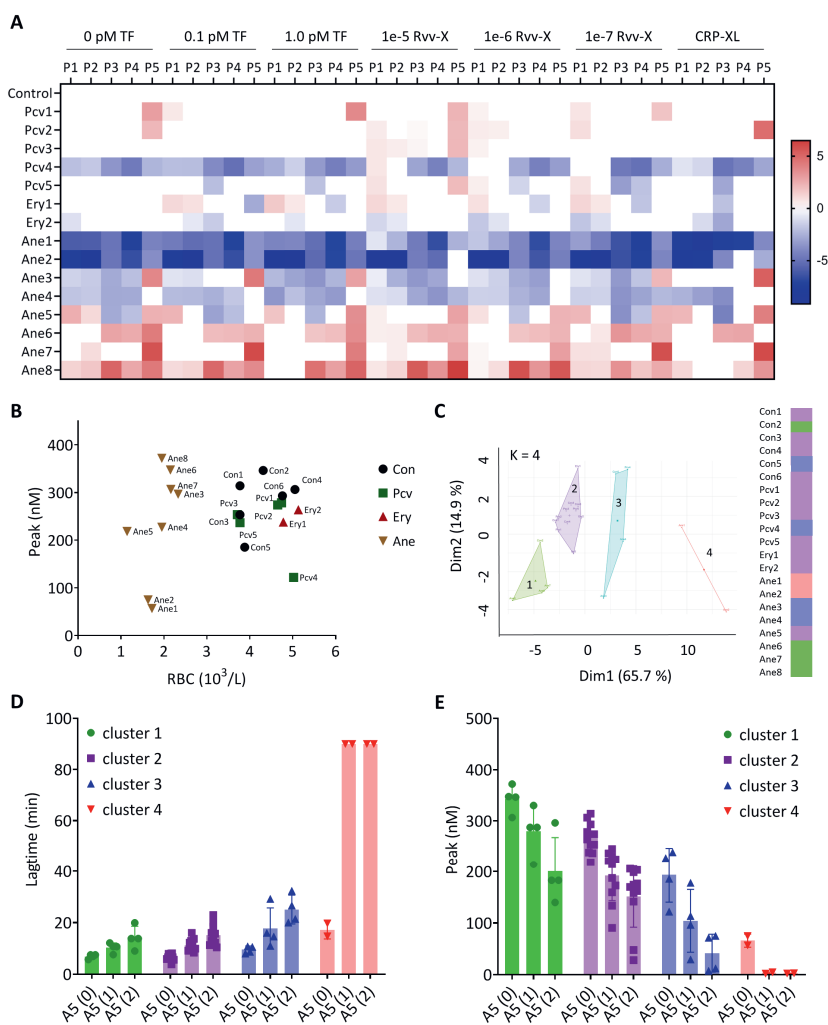 A
0 pM TF 0.1 pM TF 1.0 pM TF 1e-5 Rvv-X 1e-6 Rvv-X 1e-7 Rvv-X CRP-XL
P1 P2 P3 P4 P5 P1 P2 P3 P4 P5 P1 P2 P3 P4 P5 P1 P2 P3 P4 P5 P1 P2 P3 P4 P5 P1 P2 P3 P4 P5 P1 P2 P3 P4 P5
Control
Pcv1
Pcv2
Pcv3
Pcv4
Pcv5
Ery1
Ery2
Ane1
Ane2
Ane3
Ane4
Ane5
Ane6
Ane7
Ane8
5
0
-5
B
Peak (nM)
400
300
200
100
0
0 1 2 3 4 5 6
RBC (10³/L)
Ane8
Ane6
Ane7
Ane3
Ane5
Ane4
Ane2
Ane1
Con1
Con2
Con6
Con4
Pcv3
Pcv1
Con3
Pcv2
Ery2
Ery1
Pcv5
Con5
Pcv4
Con
Pcv
Ery
Ane
C
K = 4
Dim2 (14.9 %)
4
2
0
-2
-4
-5 0 5 10
Dim1 (65.7 %)
1
2
3
4
Con1
Con2
Con3
Con4
Con5
Con6
Pcv1
Pcv2
Pcv3
Pcv4
Pcv5
Ery1
Ery2
Ane1
Ane2
Ane3
Ane4
Ane5
Ane6
Ane7
Ane8
D
Lagtime (min)
100
80
60
40
20
0
cluster 1
cluster 2
cluster 3
cluster 4
A5 (0) A5 (1) A5 (2) A5 (0) A5 (1) A5 (2) A5 (0) A5 (1) A5 (2) A5 (0) A5 (1) A5 (2)
E
Peak (nM)
500
400
300
200
100
0
cluster 1
cluster 2
cluster 3
cluster 4
A5 (0) A5 (1) A5 (2) A5 (0) A5 (1) A5 (2) A5 (0) A5 (1) A5 (2) A5 (0) A5 (1) A5 (2)